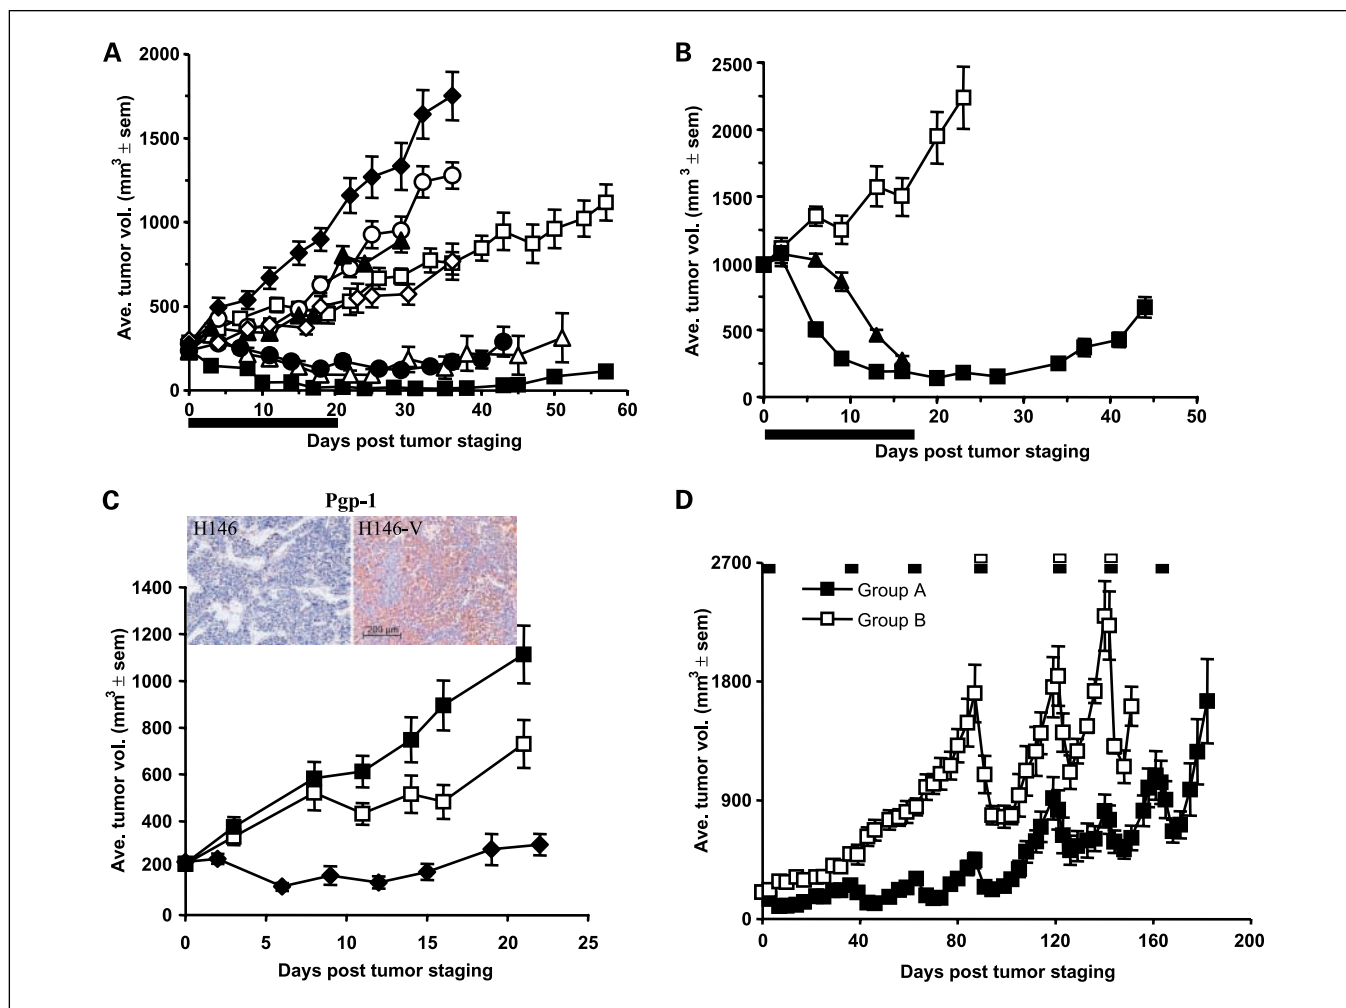 A
2000
1500
1000
500
0
Ave. tumor vol. (mm3 ± sem)
0 10 20 30 40 50 60
Days post tumor staging
B
2500
2000
1500
1000
500
0
Ave. tumor vol. (mm3 ± sem)
0 10 20 30 40 50
Days post tumor staging
C
Pgp-1
H146 H146-V
200 µm
1400
1200
1000
800
600
400
200
0
Ave. tumor vol. (mm3 ± sem)
0 5 10 15 20 25
Days post tumor staging
D
2700
1800
900
0
Ave. tumor vol. (mm3 ± sem)
Group A
Group B
0 40 80 120 160 200
Days post tumor staging